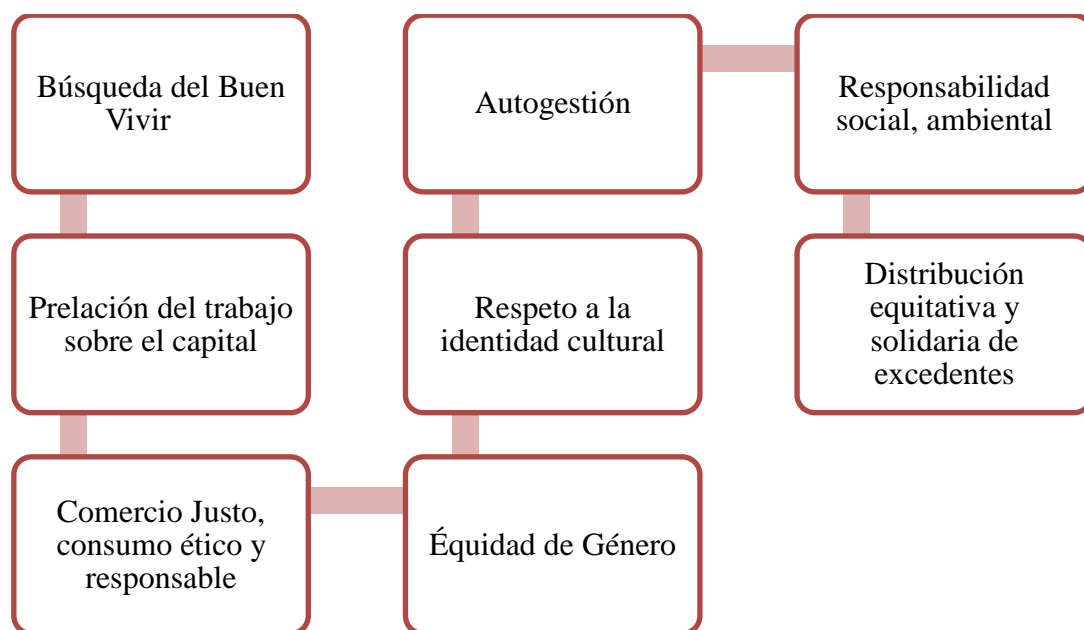 Búsqueda del Buen
Vivir
Prelación del trabajo
sobre el capital
Comercio Justo,
consumo ético y
responsable
Équidad de Género
Respeto a la
identidad cultural
Autogestión
Responsabilidad
social, ambiental
Distribución
equitativa y
solidaria de
excedentes